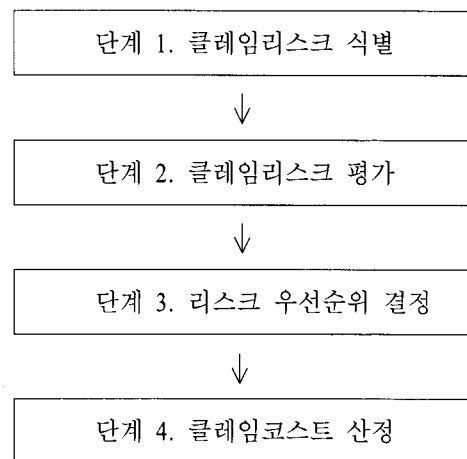 단계 1. 클레임리스크 식별
↓
단계 2. 클레임리스크 평가
↓
단계 3. 리스크 우선순위 결정
↓
단계 4. 클레임코스트 산정